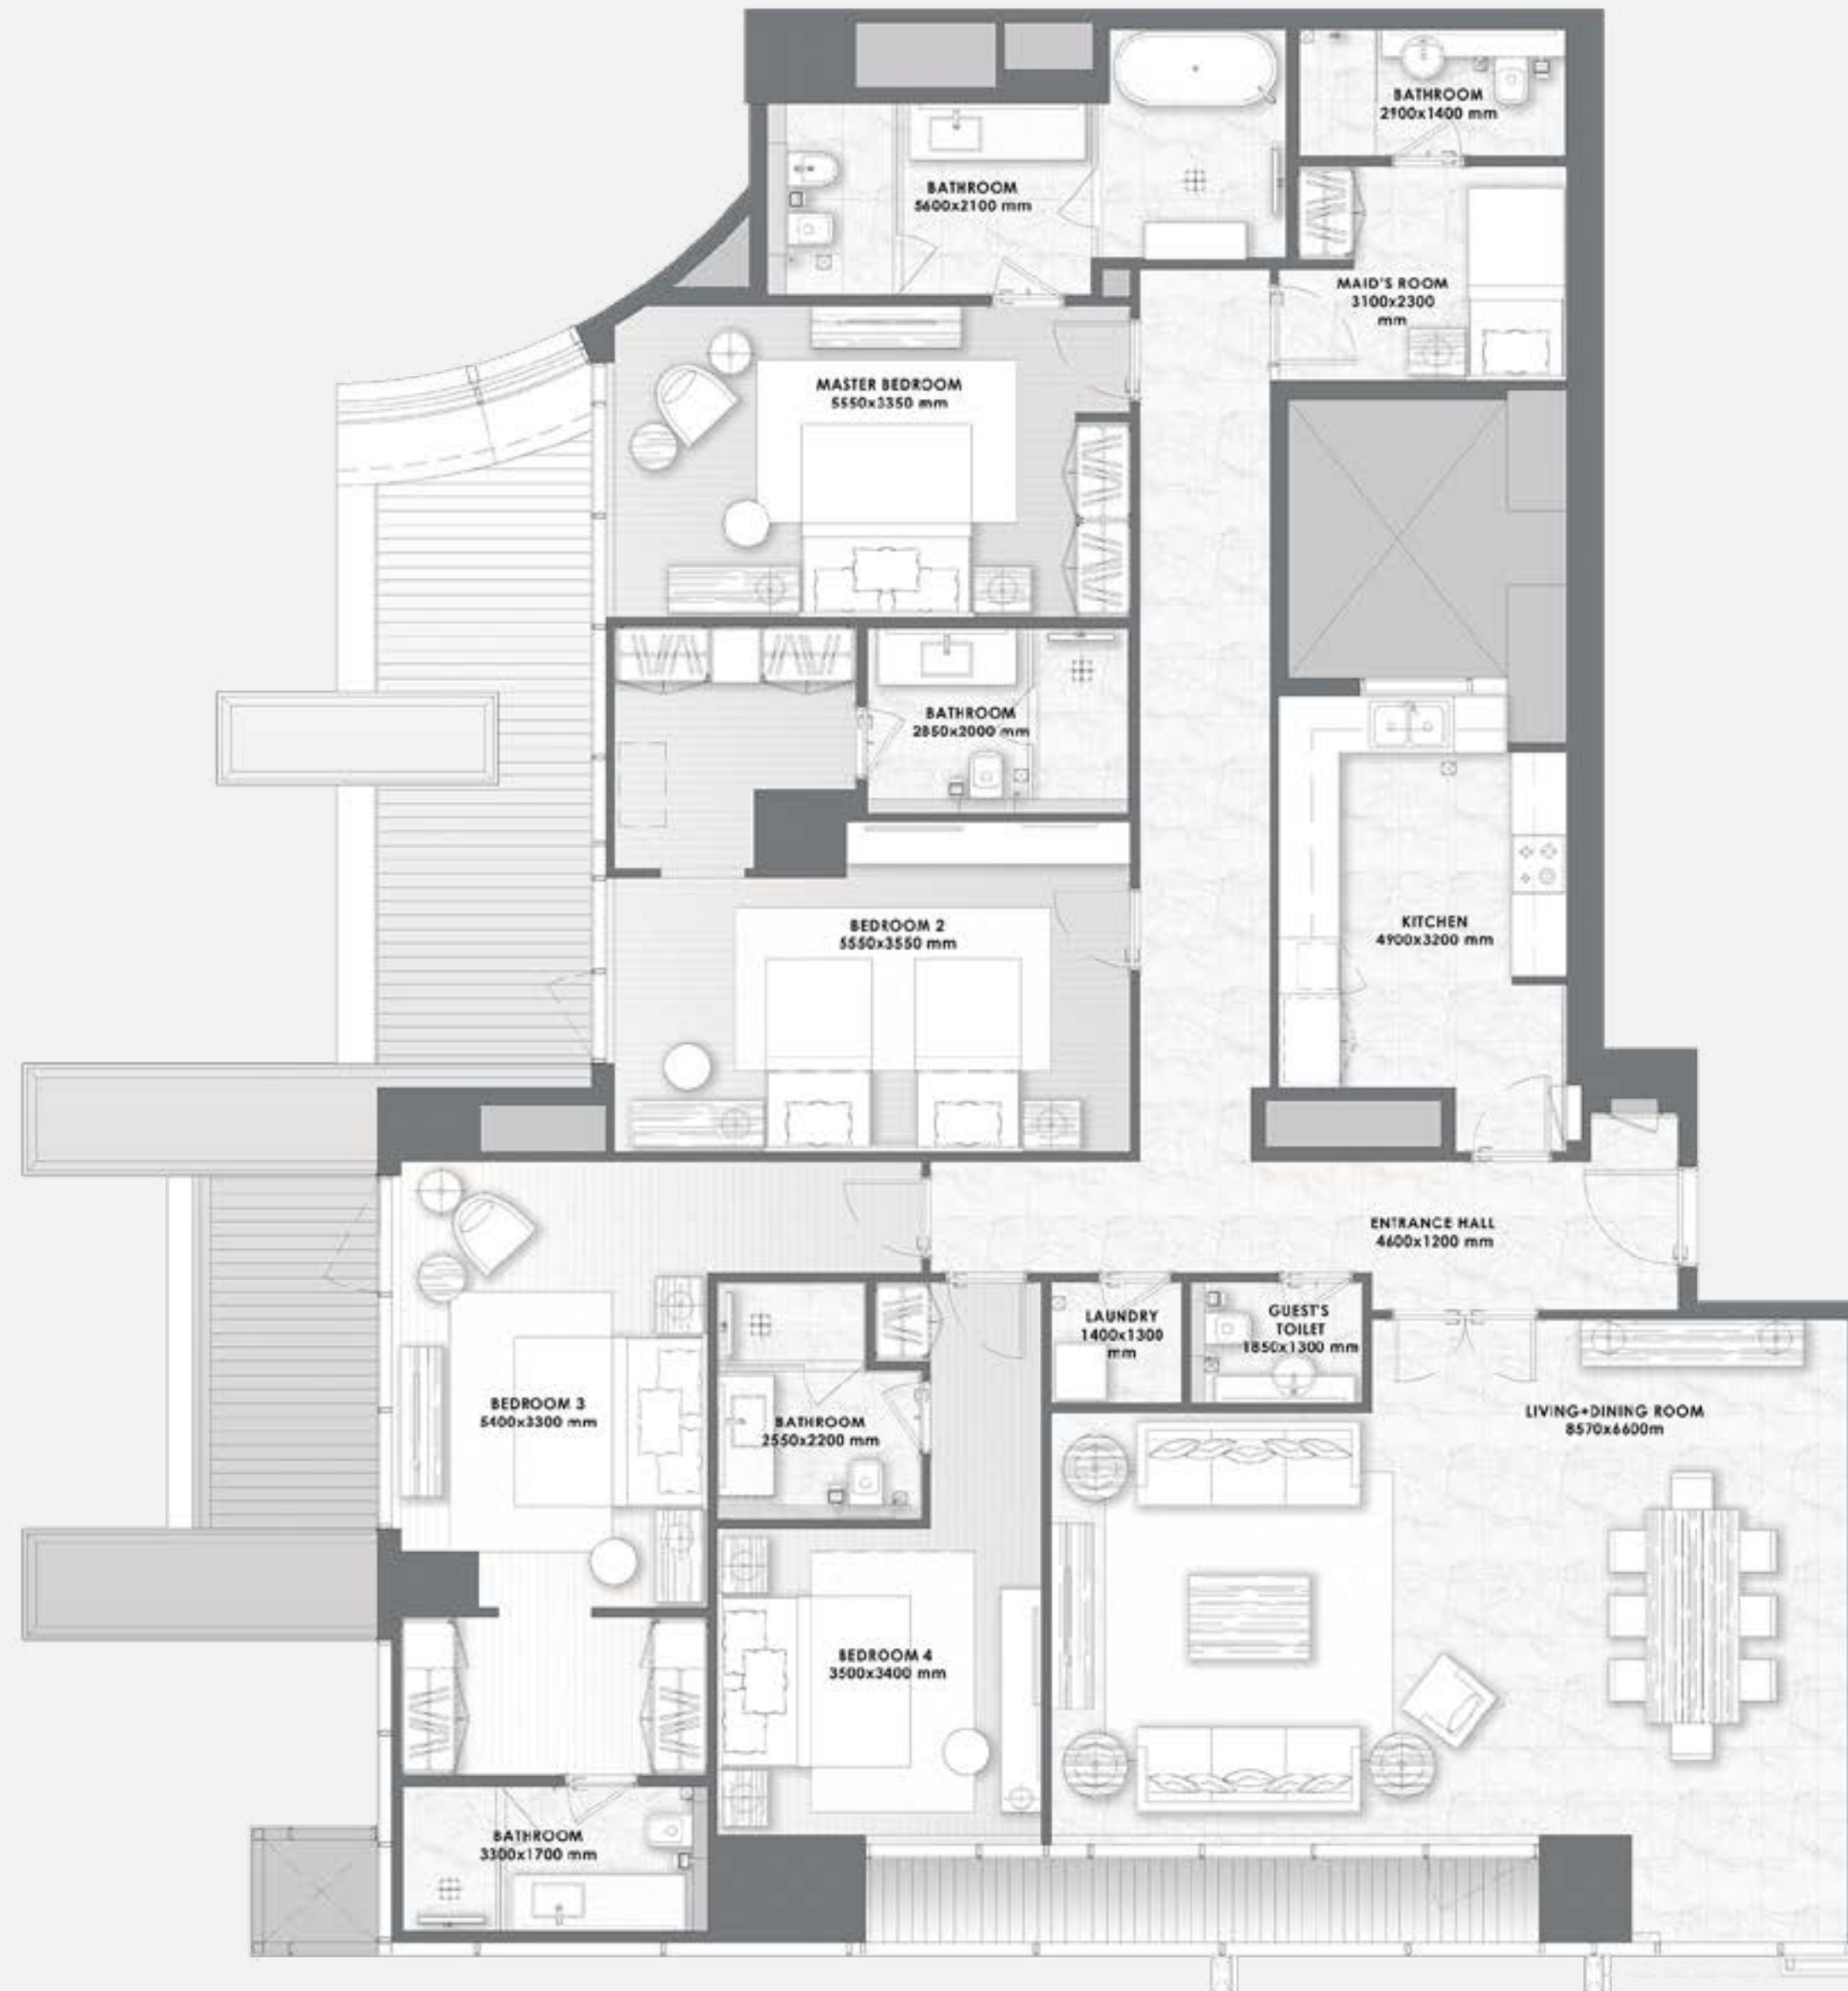 BATHROOM
2900x1400 mm
BATHROOM
5600x2100 mm
MAID'S ROOM
3100x2300
mm
MASTER BEDROOM
5550x3350 mm
BATHROOM
2850x2000 mm
BEDROOM 2
5550x3550 mm
KITCHEN
4900x3200 mm
ENTRANCE HALL
4600x1200 mm
LAUNDRY
1400x1300
mm
GUEST'S
TOILET
1850x1300 mm
BEDROOM 3
5400x3300 mm
BATHROOM
2550x2200 mm
LIVING+DINING ROOM
8570x6600m
BEDROOM 4
3500x3400 mm
BATHROOM
3300x1700 mm